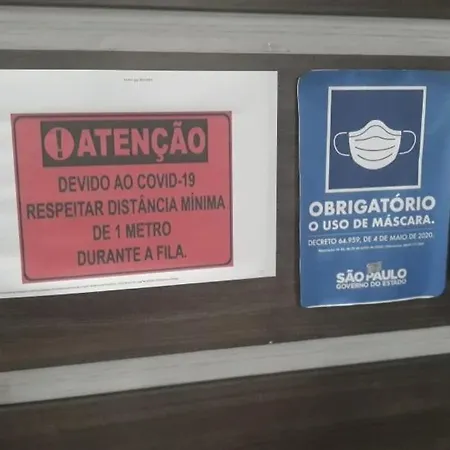 ATENÇÃO
DEVIDO AO COVID-19
RESPEITAR DISTÂNCIA MÍNIMA
DE 1 METRO
DURANTE A FILA.
OBRIGATÓRIO
O USO DE MÁSCARA.
DECRETO 64.959, DE 4 DE MAIO DE 2020.
SÃO PAULO
GOVERNO DO ESTADO